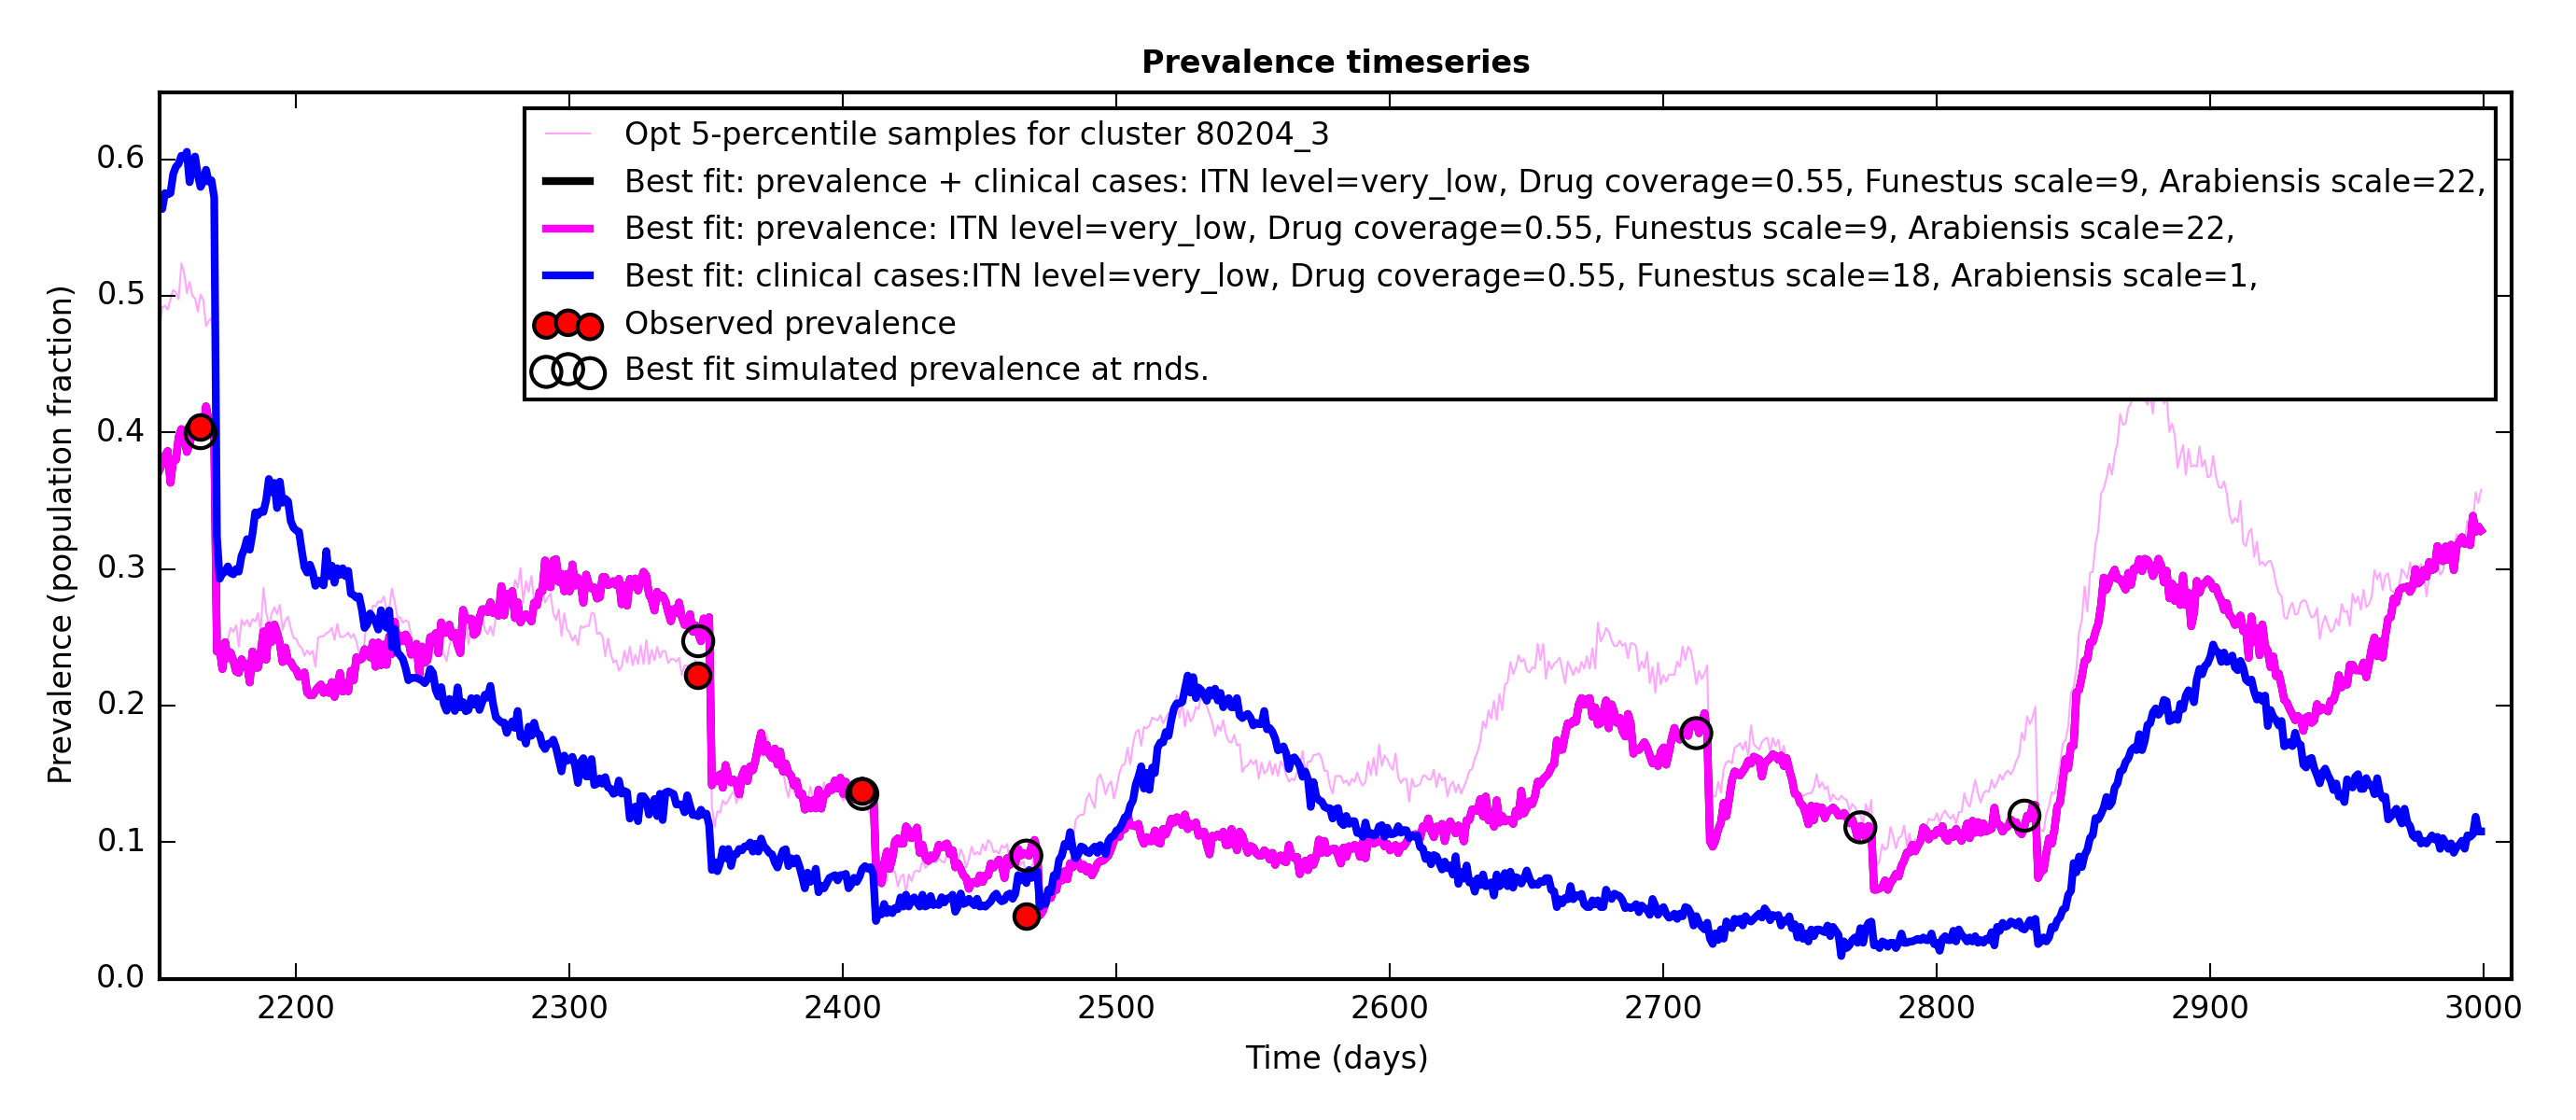 Prevalence timeseries
Opt 5-percentile samples for cluster 80204_3
Best fit: prevalence + clinical cases: ITN level=very_low, Drug coverage=0.55, Funestus scale=9, Arabiensis scale=22,
Best fit: prevalence: ITN level=very_low, Drug coverage=0.55, Funestus scale=9, Arabiensis scale=22,
Best fit: clinical cases:ITN level=very_low, Drug coverage=0.55, Funestus scale=18, Arabiensis scale=1,
Observed prevalence
Best fit simulated prevalence at rnds.
Prevalence (population fraction)
0.6
0.5
0.4
0.3
0.2
0.1
0.0
2200 2300 2400 2500 2600 2700 2800 2900 3000
Time (days)